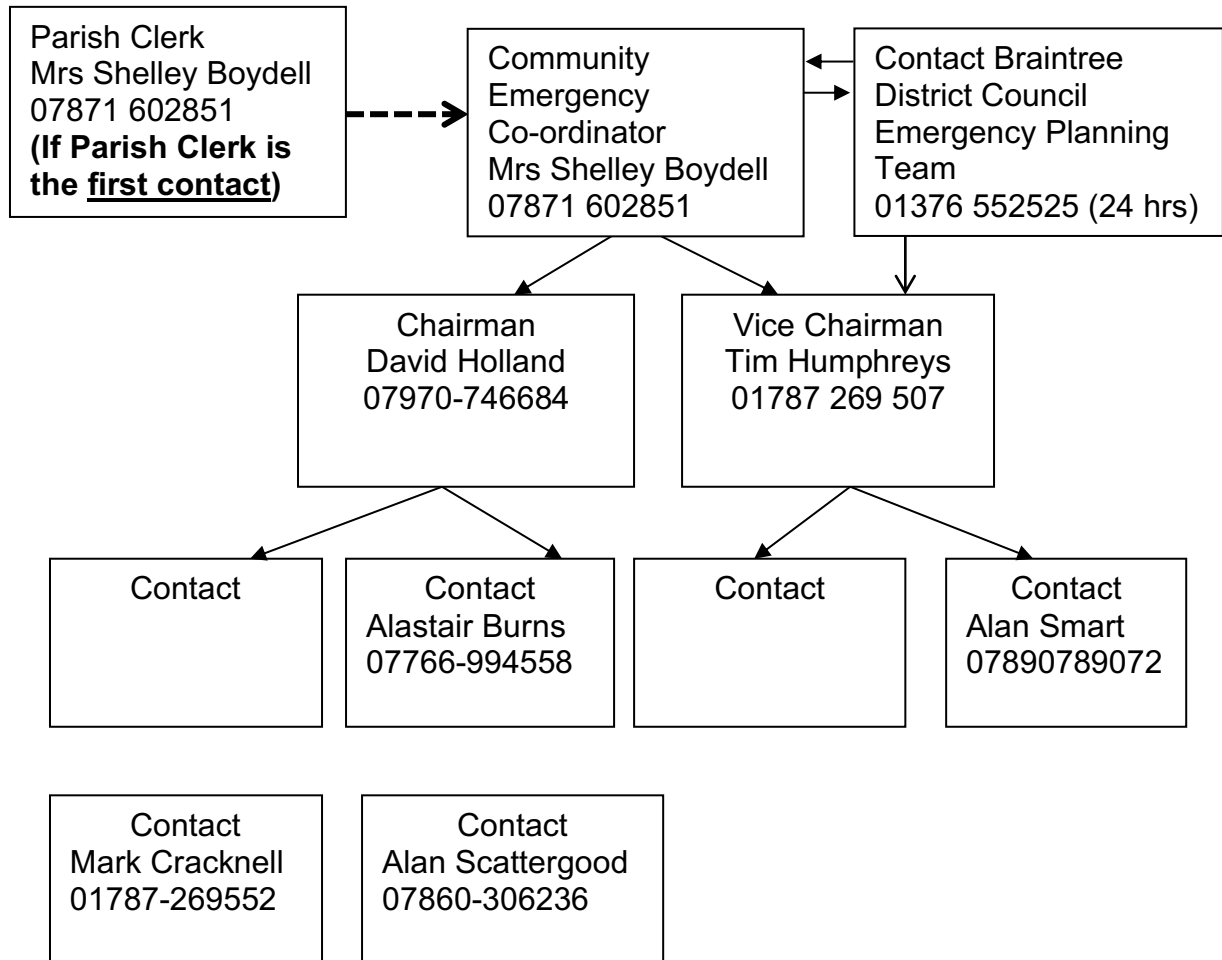 Parish Clerk
Mrs Shelley Boydell
07871 602851
(If Parish Clerk is
the first contact)
Community
Emergency
Co-ordinator
Mrs Shelley Boydell
07871 602851
Contact Braintree
District Council
Emergency Planning
Team
01376 552525 (24 hrs)
Chairman
David Holland
07970-746684
Vice Chairman
Tim Humphreys
01787 269 507
Contact
Contact
Alastair Burns
07766-994558
Contact
Contact
Alan Smart
07890789072
Contact
Mark Cracknell
01787-269552
Contact
Alan Scattergood
07860-306236